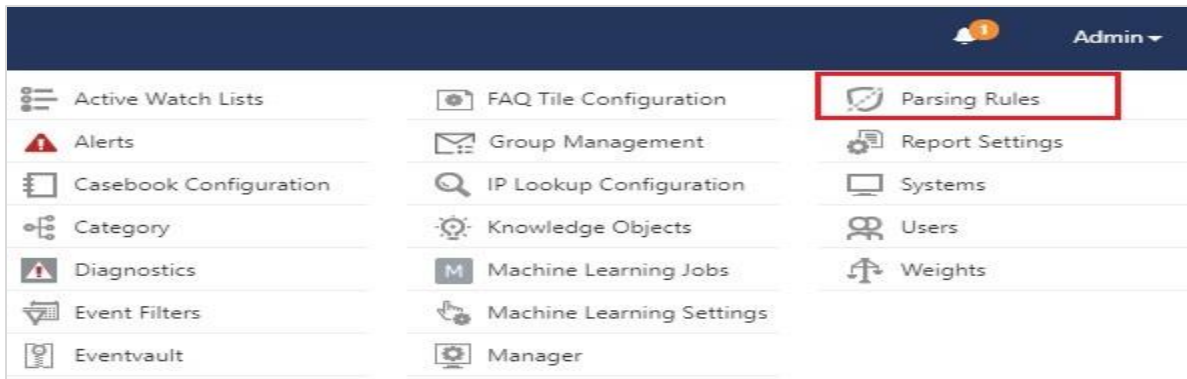 1
Admin
Active Watch Lists
FAQ Tile Configuration
Parsing Rules
Alerts
Group Management
Report Settings
Casebook Configuration
IP Lookup Configuration
Systems
Category
Knowledge Objects
Users
Diagnostics
M
Machine Learning Jobs
Weights
Event Filters
Machine Learning Settings
Eventvault
Manager